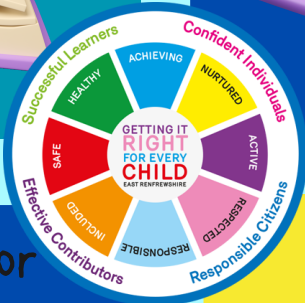 Successful Learners
Confident Individuals
ACHIEVING
HEALTHY
NURTURED
GETTING IT
RIGHT
FOR EVERY
CHILD
EAST RENFREWSHIRE
SAFE
ACTIVE
INCLUDED
RESPECTED
RESPONSIBLE
Effective Contributors
Responsible Citizens
or